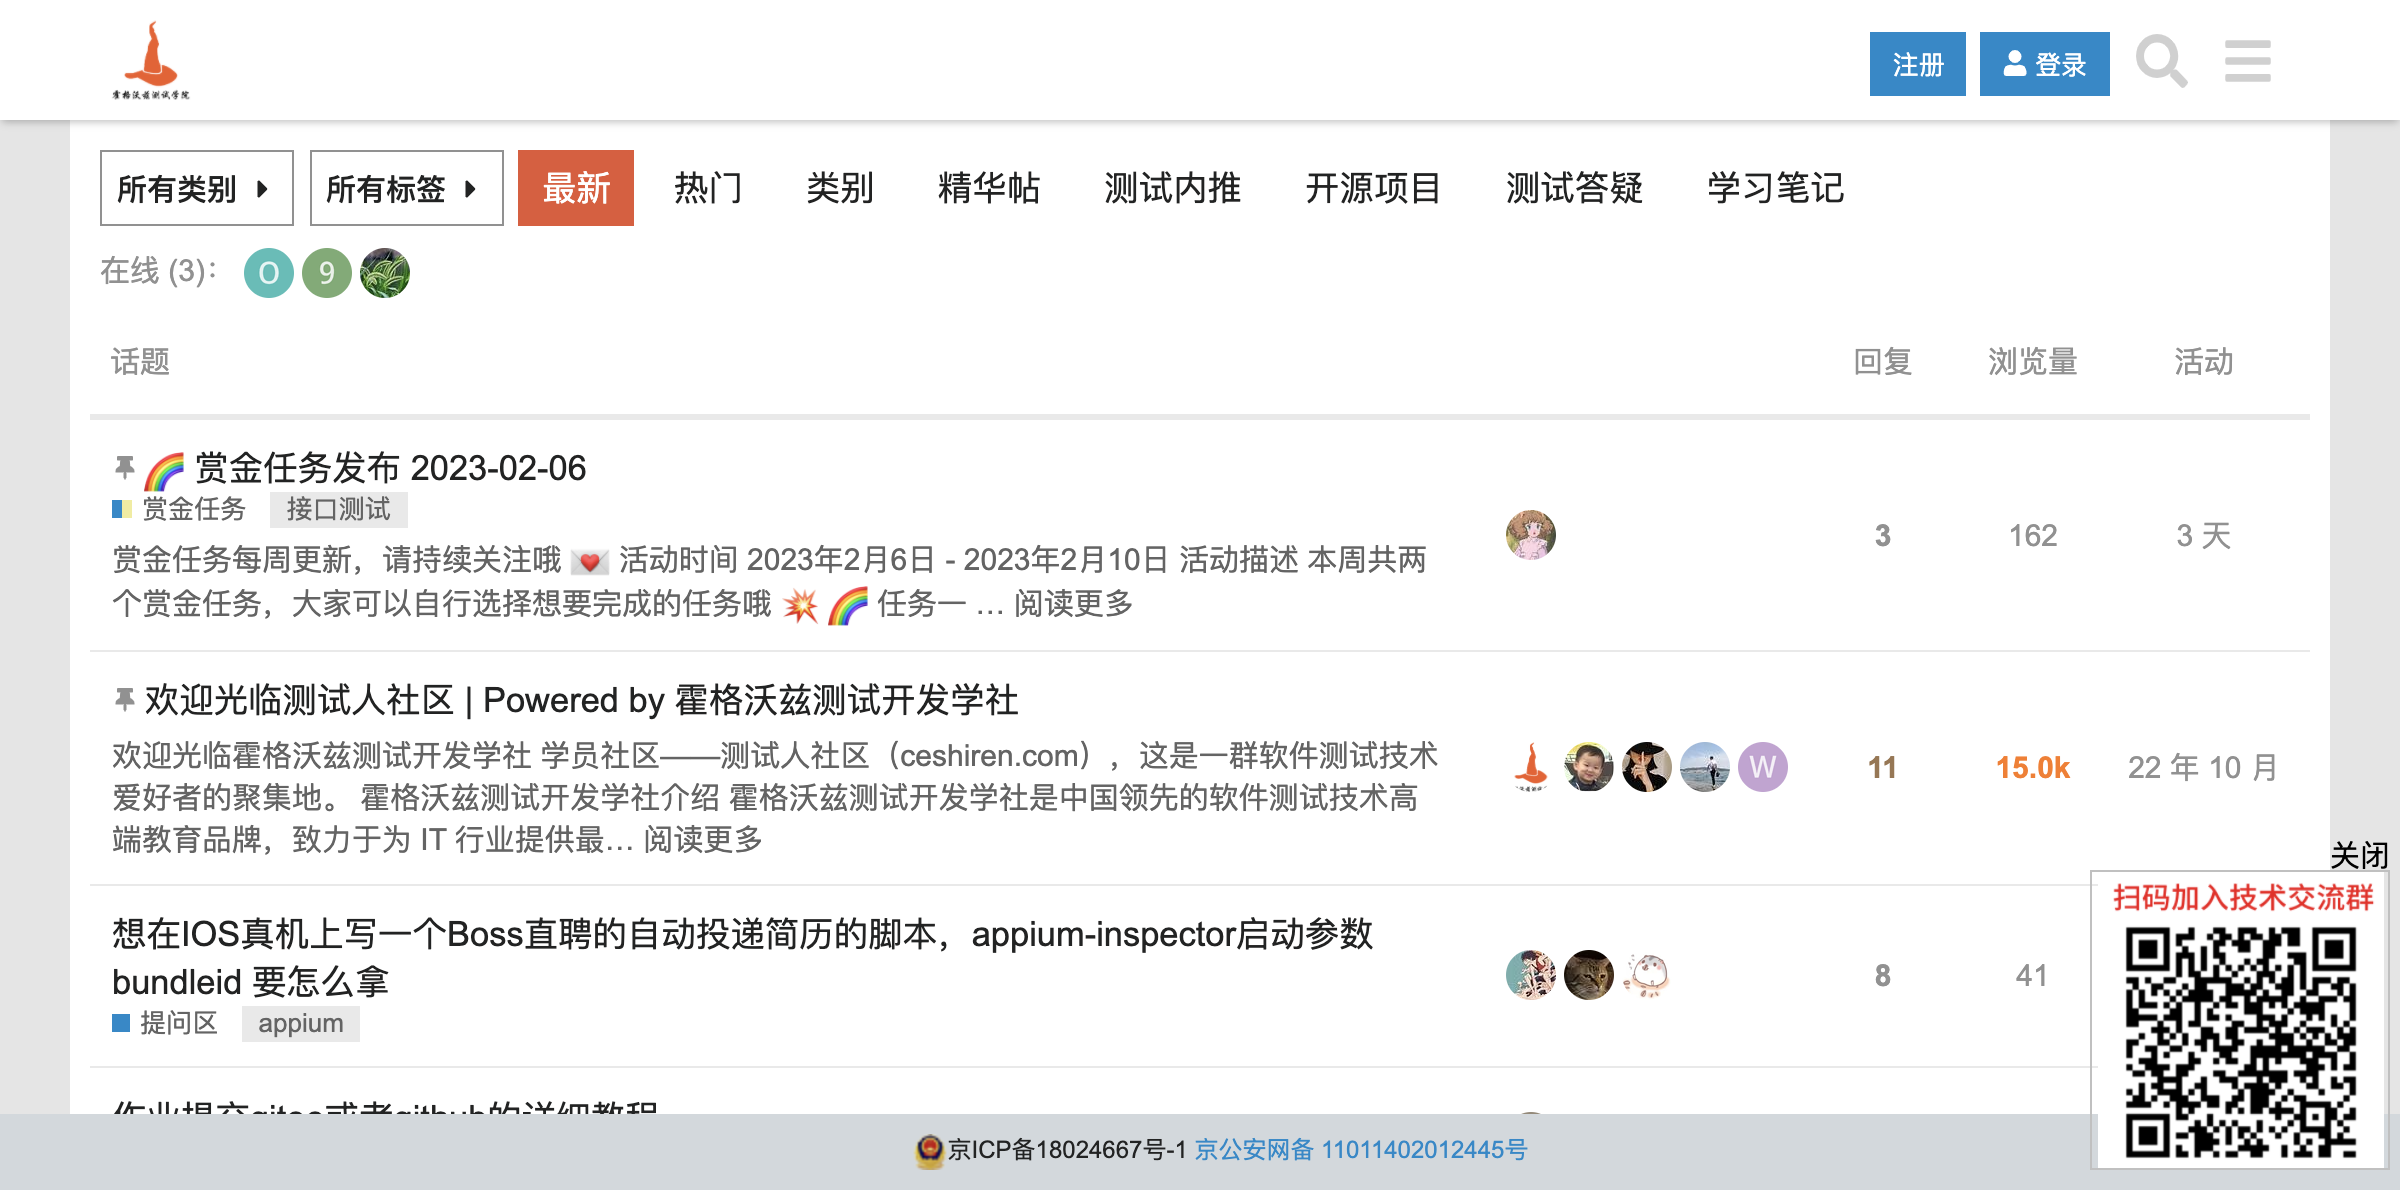 霍格沃兹测试学院
注册
登录
所有类别
所有标签
最新
热门
类别
精华帖
测试内推
开源项目
测试答疑
学习笔记
在线 (3)：
O
9
话题
回复
浏览量
活动
赏金任务发布 2023-02-06
赏金任务 接口测试
赏金任务每周更新，请持续关注哦 活动时间 2023年2月6日 - 2023年2月10日 活动描述 本周共两
个赏金任务，大家可以自行选择想要完成的任务哦 任务一 … 阅读更多
3
162
3 天
欢迎光临测试人社区 | Powered by 霍格沃兹测试开发学社
欢迎光临霍格沃兹测试开发学社 学员社区——测试人社区（ceshiren.com），这是一群软件测试技术
爱好者的聚集地。 霍格沃兹测试开发学社介绍 霍格沃兹测试开发学社是中国领先的软件测试技术高
端教育品牌，致力于为 IT 行业提供最… 阅读更多
W
11
15.0k
22 年 10 月
想在IOS真机上写一个Boss直聘的自动投递简历的脚本，appium-inspector启动参数
bundleid 要怎么拿
提问区 appium
8
41
关闭
扫码加入技术交流群
作业提交gitee或者github的详细教程
京ICP备18024667号-1 京公安网备 11011402012445号